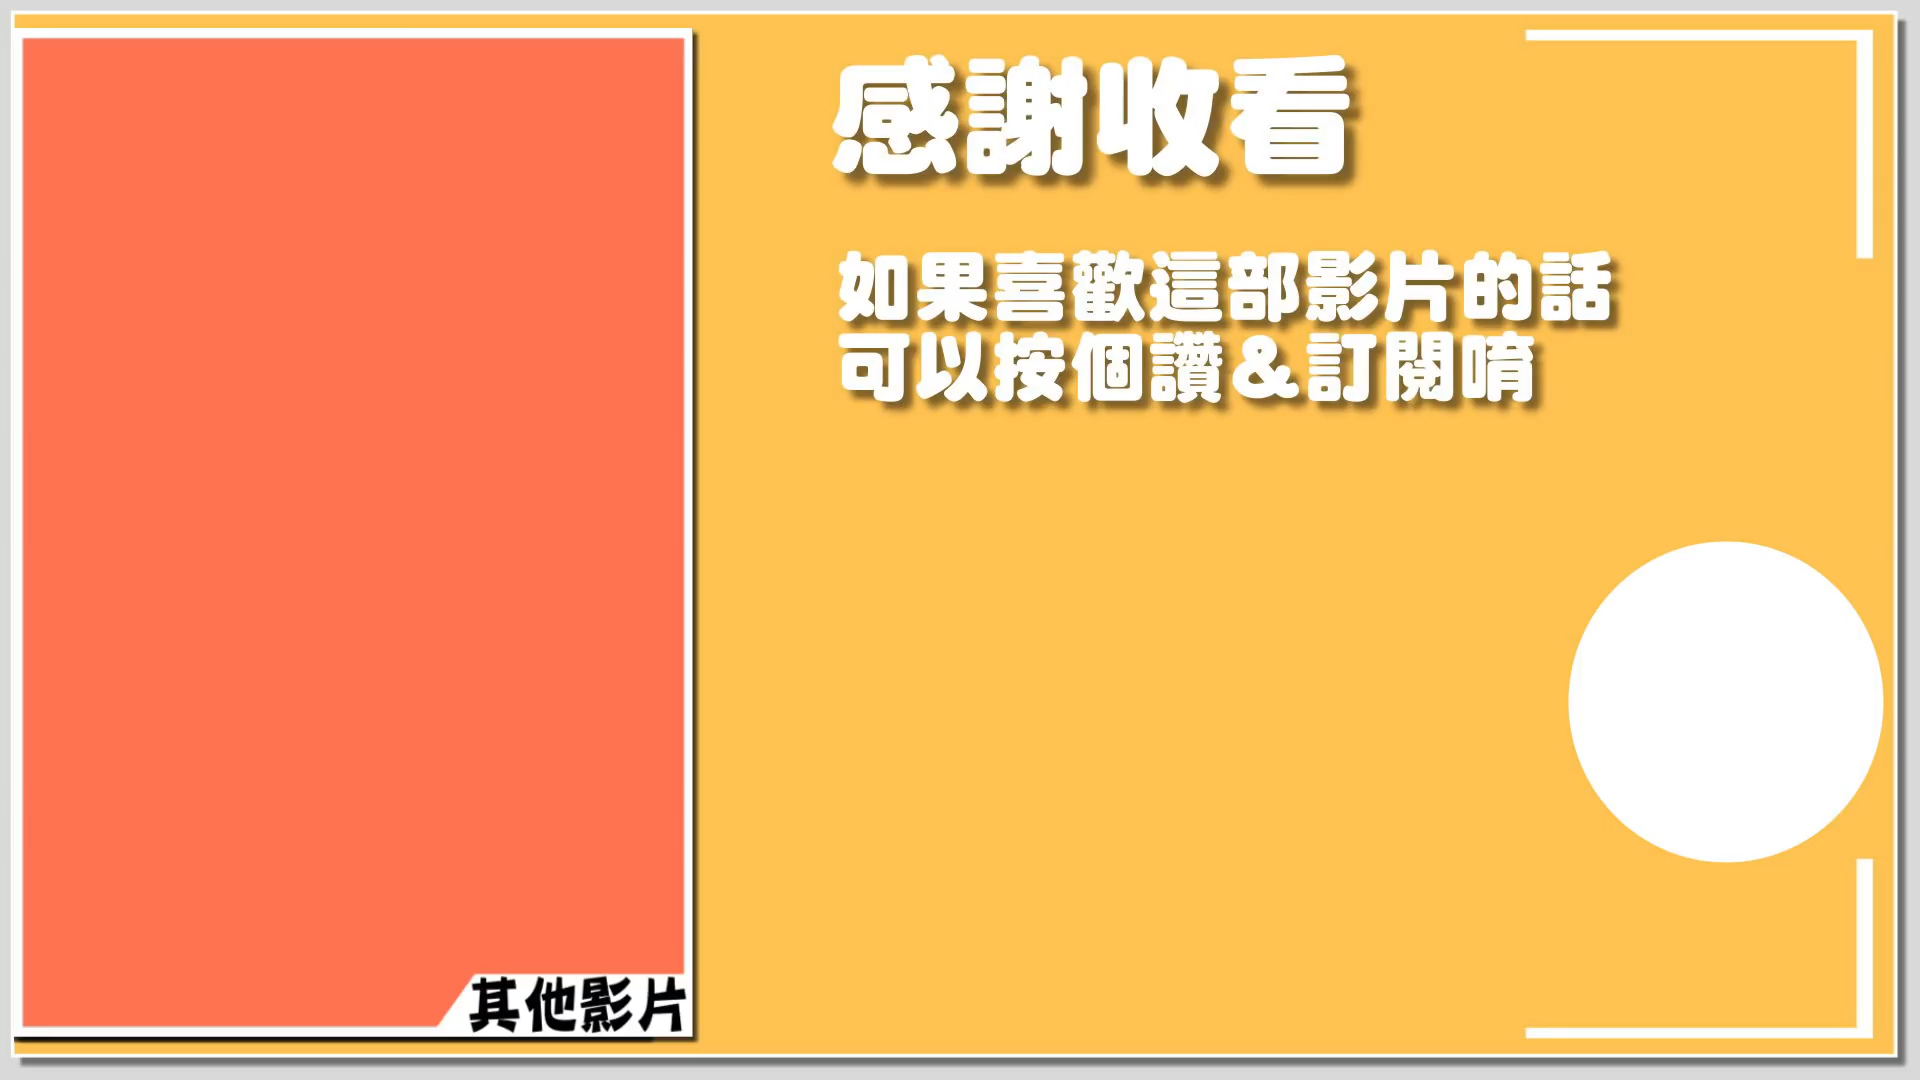 感謝收看
如果喜歡這部影片的話
可以按個讚&訂閱唷
其他影片